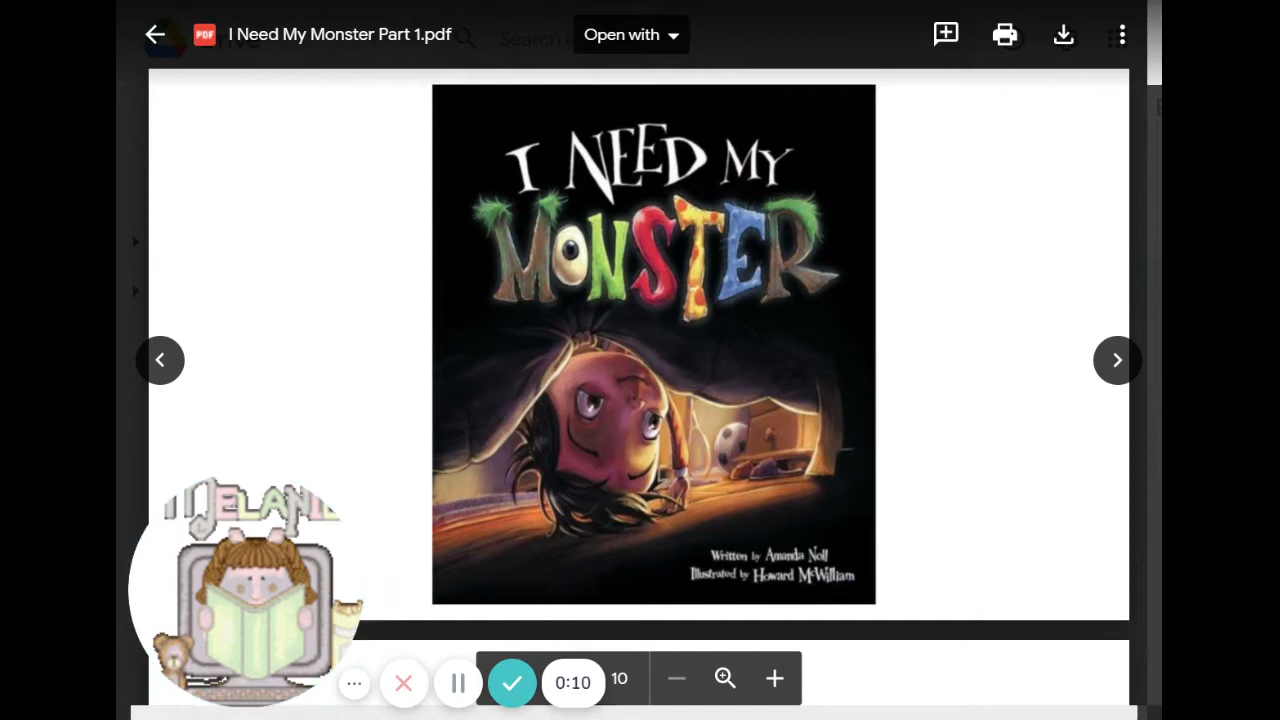 I Need My Monster Part 1.pdf
Open with
I NEED MY
MONSTER
Written by Amanda Noll
Illustrated by Howard McWilliam
0:10
10